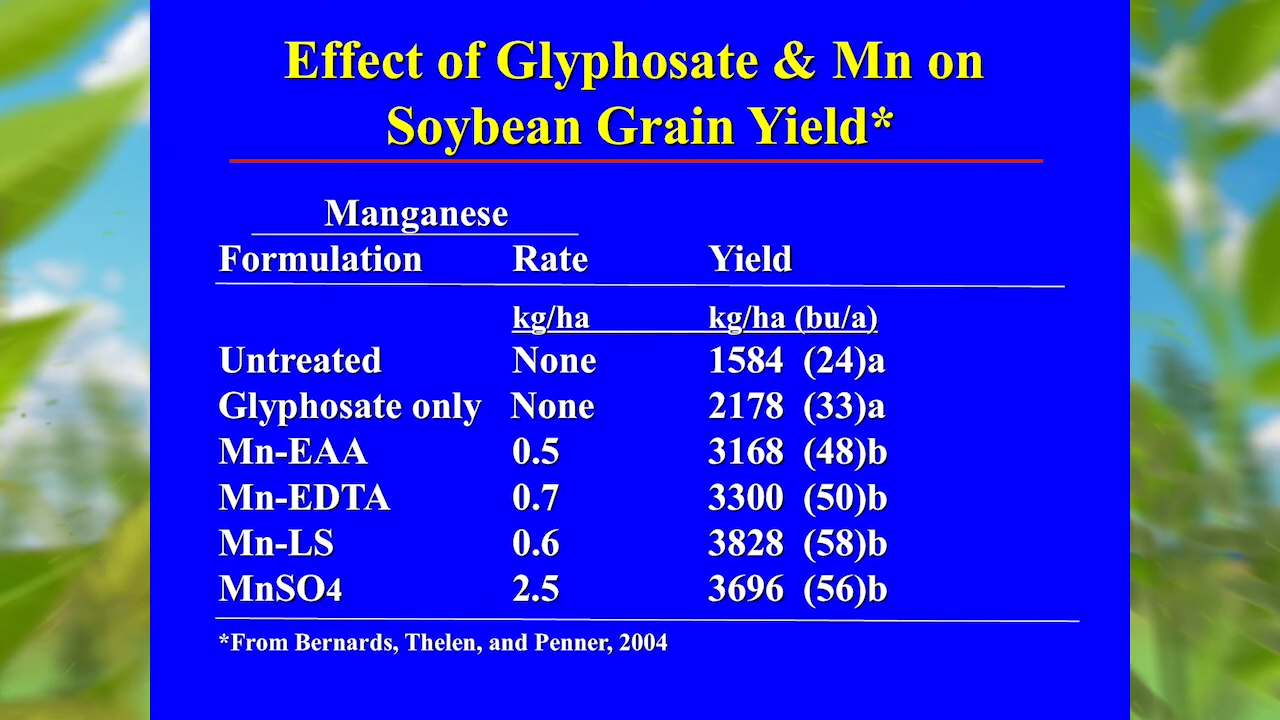 Effect of Glyphosate & Mn on
Soybean Grain Yield*
Manganese
Formulation Rate Yield
kg/ha kg/ha (bu/a)
Untreated None 1584 (24)a
Glyphosate only None 2178 (33)a
Mn-EAA 0.5 3168 (48)b
Mn-EDTA 0.7 3300 (50)b
Mn-LS 0.6 3828 (58)b
MnSO4 2.5 3696 (56)b
*From Bernards, Thelen, and Penner, 2004